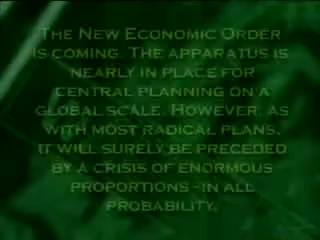 The New Economic Order
is coming. The apparatus is
nearly in place for
central planning on a
global scale. However, as
with most radical plans,
it will surely be preceded
by a crisis of enormous
proportions -in all
probability.